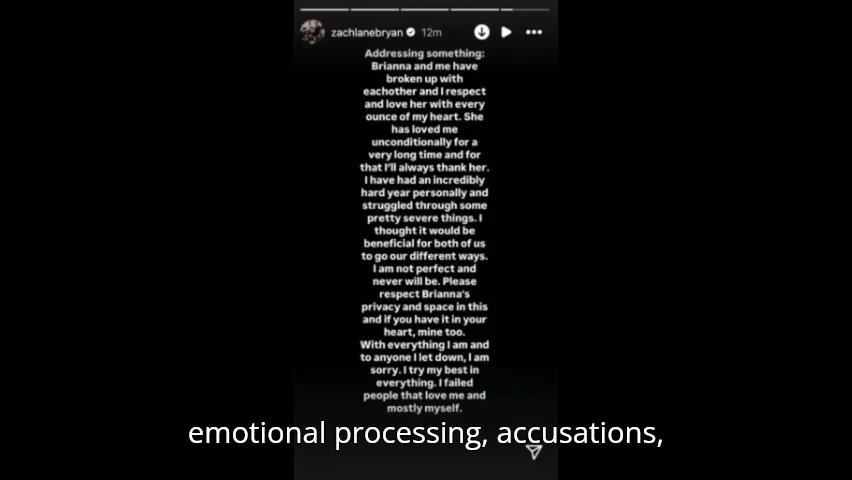 zachlanebryan 12m
Addressing something:
Brianna and me have
broken up with
eachother and I respect
and love her with every
ounce of my heart. She
has loved me
unconditionally for a
very long time and for
that I'll always thank her.
I have had an incredibly
hard year personally and
struggled through some
pretty severe things. I
thought it would be
beneficial for both of us
to go our different ways.
I am not perfect and
never will be. Please
respect Brianna's
privacy and space in this
and if you have it in your
heart, mine too.
With everything I am and
to anyone I let down, I am
sorry. I try my best in
everything. I failed
people that love me and
mostly myself.
emotional processing, accusations,